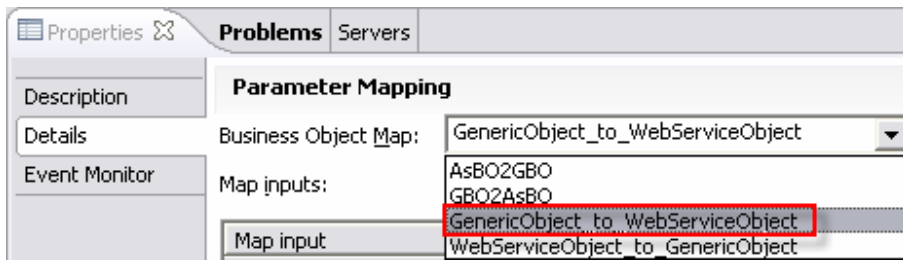 Properties Problems Servers
Description
Details
Event Monitor
Parameter Mapping
Business Object Map: GenericObject_to_WebServiceObject
Map inputs:
AsBO2GBO
GBO2AsBO
GenericObject_to_WebServiceObject
WebServiceObject_to_GenericObject
Map input